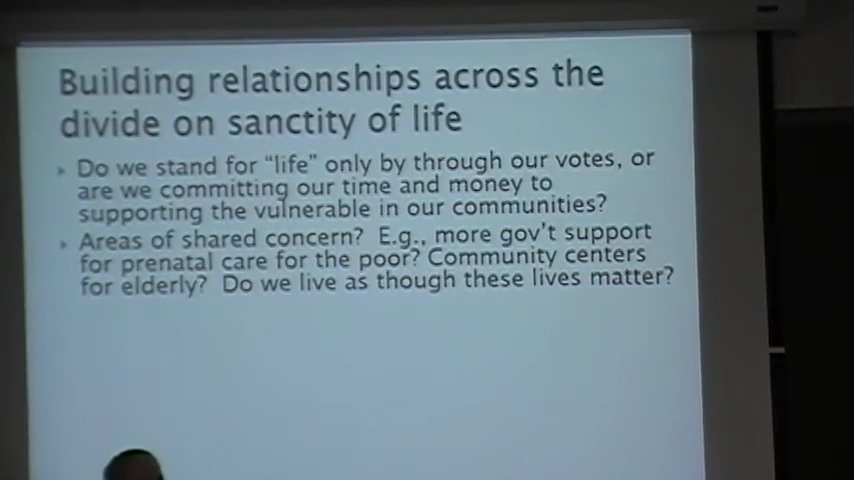 Building relationships across the
divide on sanctity of life
Do we stand for “life” only by through our votes, or
are we committing our time and money to
supporting the vulnerable in our communities?
Areas of shared concern? E.g., more gov’t support
for prenatal care for the poor? Community centers
for elderly? Do we live as though these lives matter?